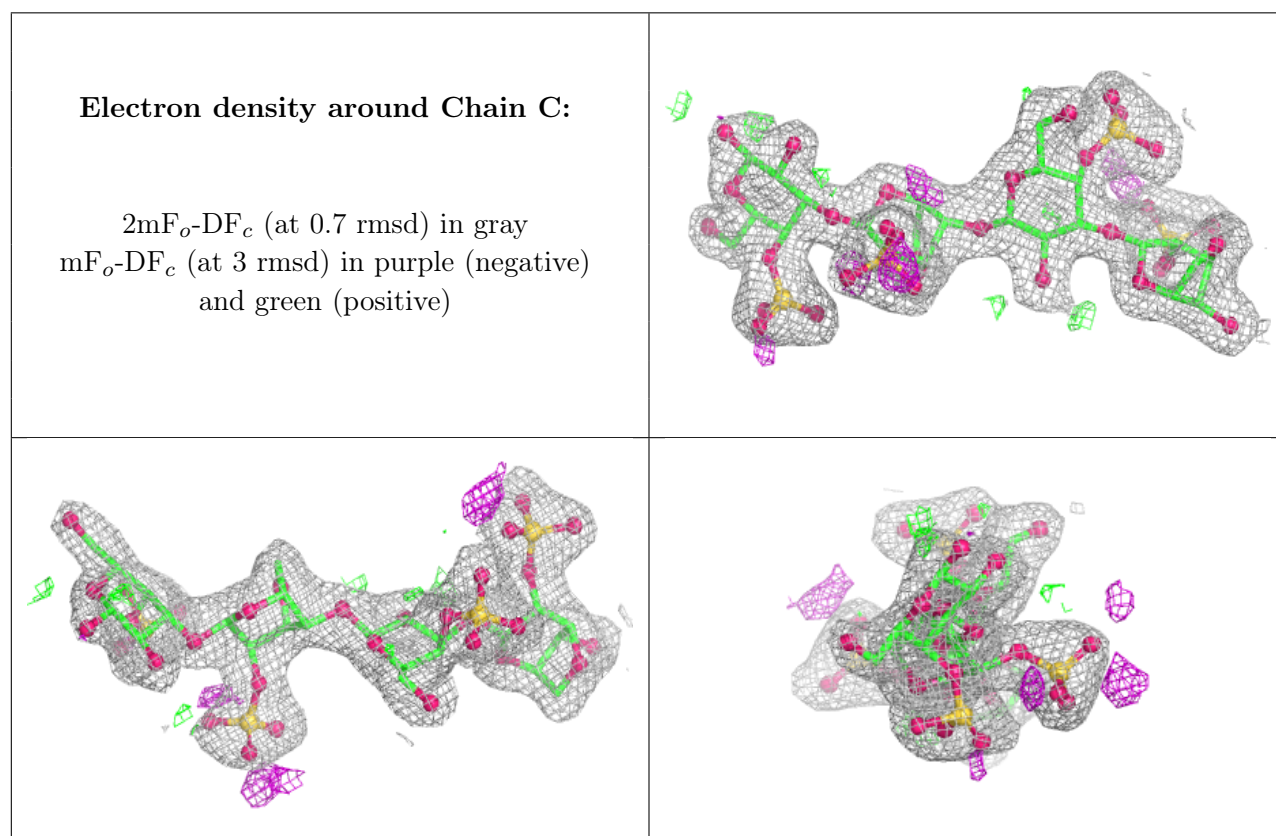 Electron density around Chain C:
2mFₒ-DF𝑐 (at 0.7 rmsd) in gray
mFₒ-DF𝑐 (at 3 rmsd) in purple (negative)
and green (positive)